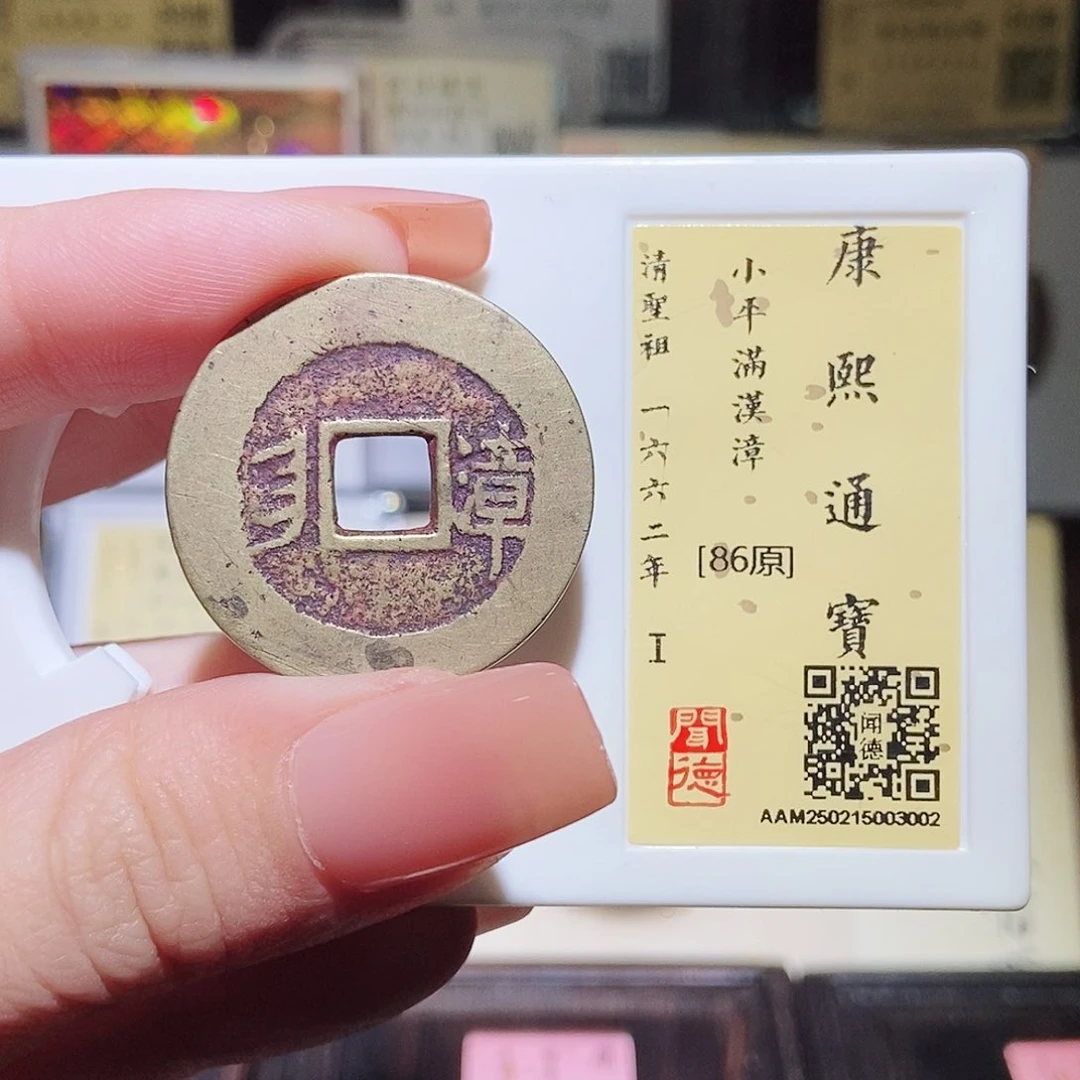 康熙通寶
小平滿漢漳
[86原]
清聖祖 一六六二年 I
聞德
闻德
AAM250215003002
漳